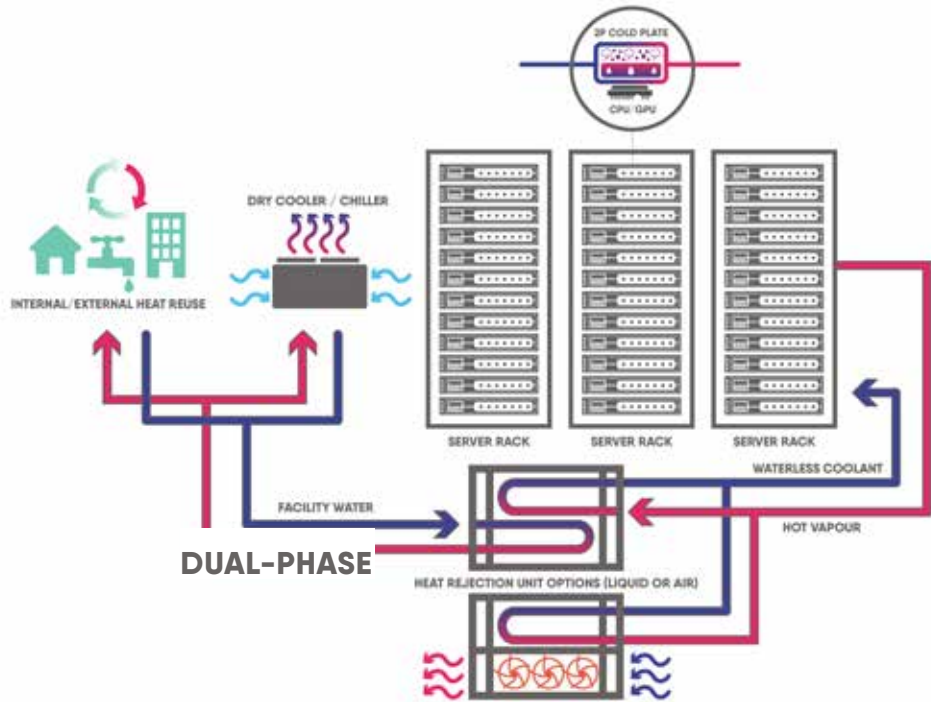 2P COLD PLATE
CPU/GPU
DRY COOLER / CHILLER
INTERNAL/EXTERNAL HEAT REUSE
SERVER RACK
SERVER RACK
SERVER RACK
WATERLESS COOLANT
FACILITY WATER
HOT VAPOUR
DUAL-PHASE
HEAT REJECTION UNIT OPTIONS (LIQUID OR AIR)